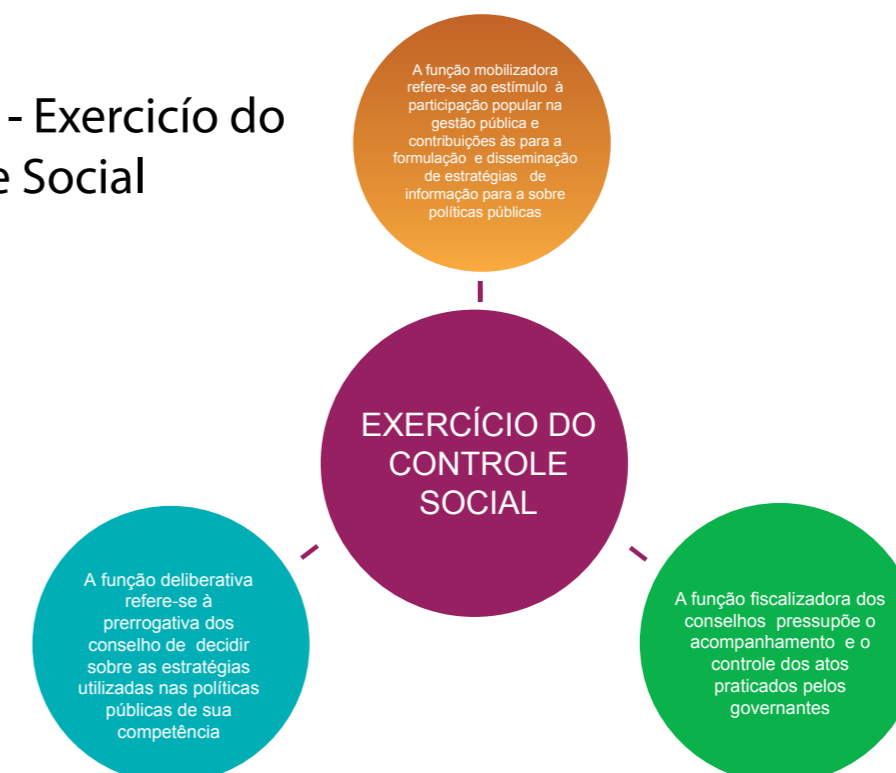 - Exercicío do
e Social
A função mobilizadora
refere-se ao estímulo à
participação popular na
gestão pública e
contribuições às para a
formulação e disseminação
de estratégias de
informação para a sobre
políticas públicas
EXERCÍCIO DO
CONTROLE
SOCIAL
A função deliberativa
refere-se à
prerrogativa dos
conselho de decidir
sobre as estratégias
utilizadas nas políticas
públicas de sua
competência
A função fiscalizadora dos
conselhos pressupõe o
acompanhamento e o
controle dos atos
praticados pelos
governantes